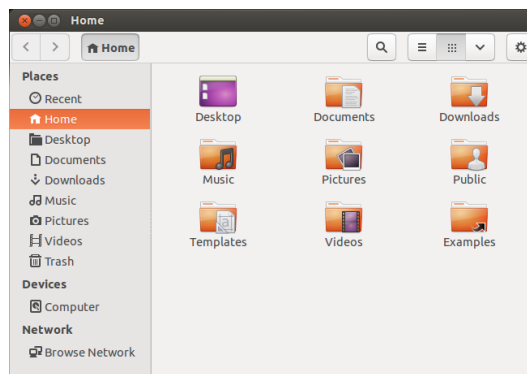 Home
Home
Places
Recent
Home
Desktop
Documents
Downloads
Music
Pictures
Videos
Trash
Devices
Computer
Network
Browse Network
Desktop Documents Downloads
Music Pictures Public
Templates Videos Examples